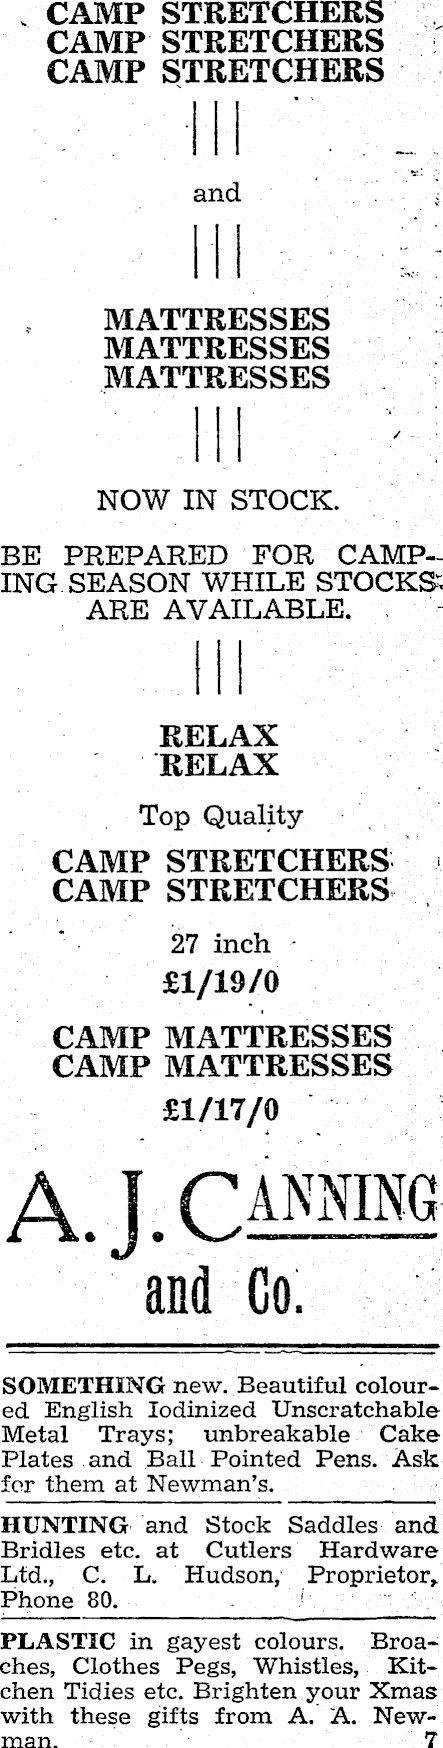 CAMP STRETCHERS
CAMP STRETCHERS
CAMP STRETCHERS
and
MATTRESSES
MATTRESSES
MATTRESSES
NOW IN STOCK.
BE PREPARED FOR CAMP-
ING SEASON WHILE STOCKS
ARE AVAILABLE.
RELAX
RELAX
Top Quality
CAMP STRETCHERS
CAMP STRETCHERS
27 inch
£1/19/0
CAMP MATTRESSES
CAMP MATTRESSES
£1/17/0
A. J. CANNING
and Co.
SOMETHING new. Beautiful colour-
ed English Iodinized Unscratchable
Metal Trays; unbreakable Cake
Plates and Ball Pointed Pens. Ask
for them at Newman's.
HUNTING and Stock Saddles and
Bridles etc. at Cutlers Hardware
Ltd., C. L. Hudson, Proprietor,
Phone 80.
PLASTIC in gayest colours. Broa-
ches, Clothes Pegs, Whistles, Kit-
chen Tidies etc. Brighten your Xmas
with these gifts from A. A. New-
man. 7